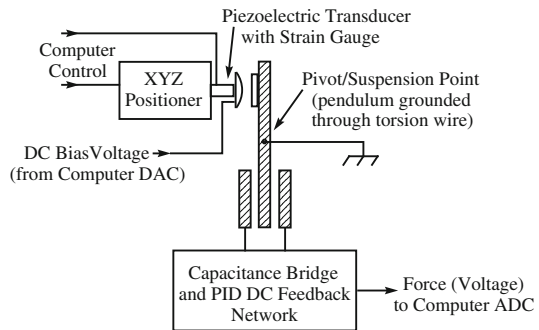 Piezoelectric Transducer
with Strain Gauge
Computer
Control
XYZ
Positioner
Pivot/Suspension Point
(pendulum grounded
through torsion wire)
DC BiasVoltage
(from Computer DAC)
Capacitance Bridge
and PID DC Feedback
Network
Force (Voltage)
to Computer ADC